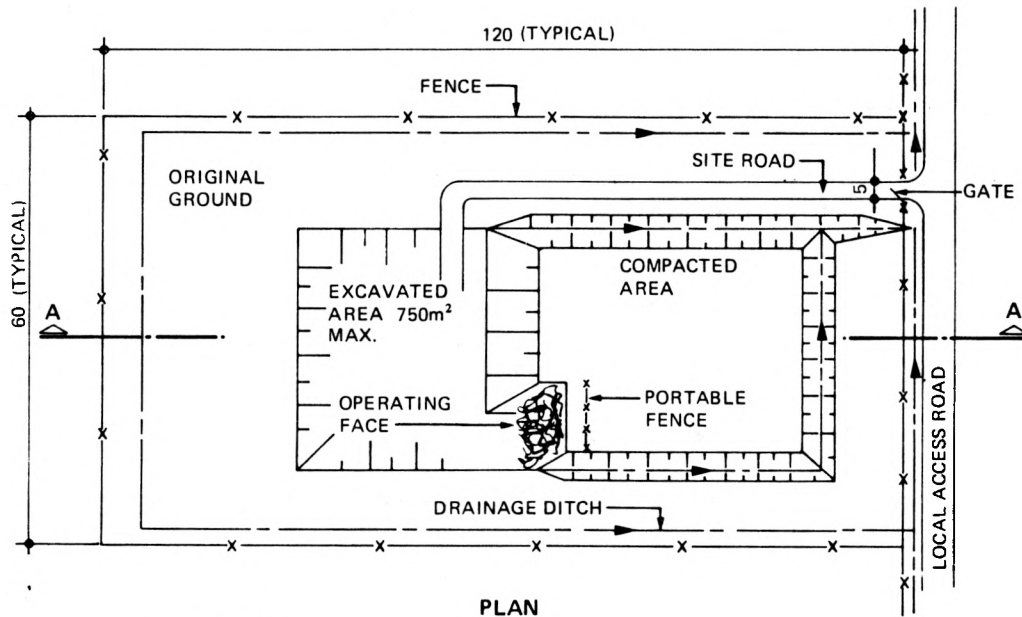 120 (TYPICAL)
FENCE
SITE ROAD
ORIGINAL
GROUND
5
GATE
60 (TYPICAL)
COMPACTED
AREA
EXCAVATED
AREA 750m²
MAX.
A
A
OPERATING
FACE
PORTABLE
FENCE
DRAINAGE DITCH
LOCAL ACCESS ROAD
PLAN